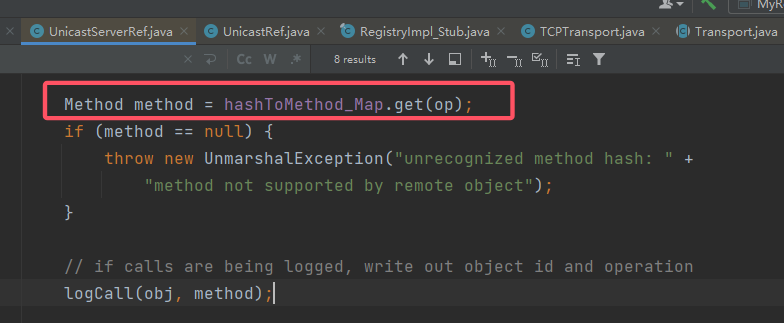 MyR
UnicastServerRef.java
UnicastRef.java
RegistryImpl_Stub.java
TCPTransport.java
Transport.java
Cc
W
.*
8 results
Method method = hashToMethod_Map.get(op);
if (method == null) {
throw new UnmarshalException("unrecognized method hash: " +
"method not supported by remote object");
}
// if calls are being logged, write out object id and operation
logCall(obj, method);